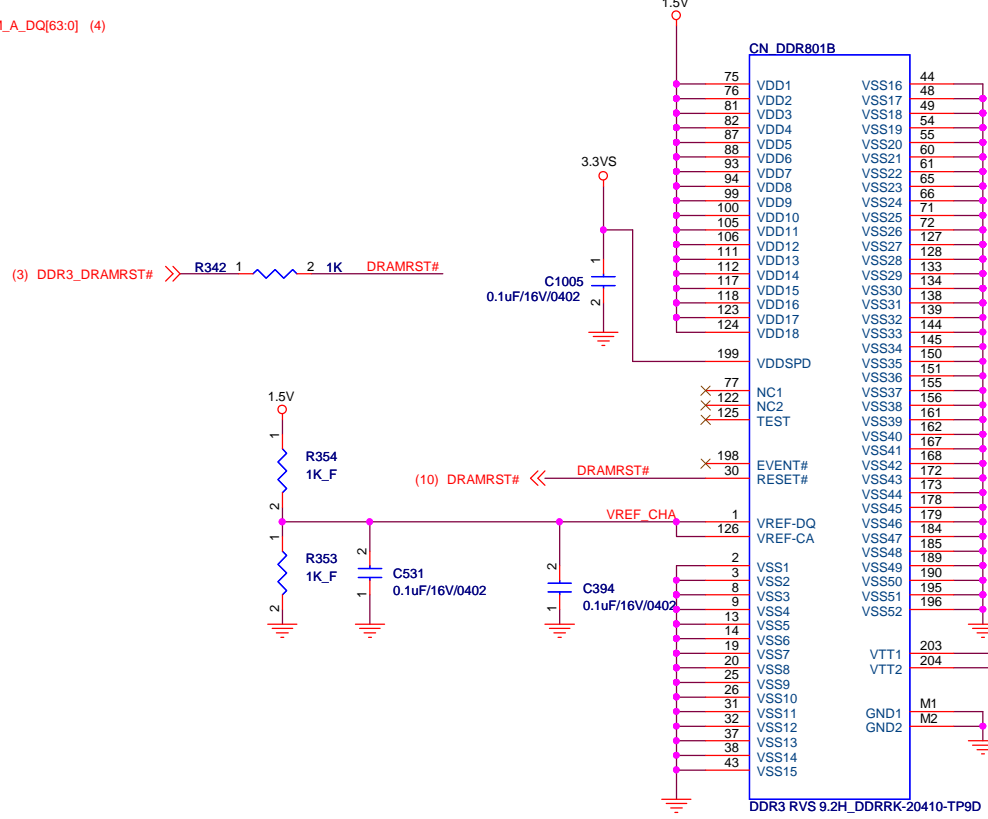 1.5V
M_A_DQ[63:0] (4)
CN_DDR801B
75 VDD1 VSS16 44
76 VDD2 VSS17 48
81 VDD3 VSS18 49
82 VDD4 VSS19 54
87 VDD5 VSS20 55
88 VDD6 VSS21 60
93 VDD7 VSS22 61
94 VDD8 VSS23 65
99 VDD9 VSS24 66
100 VDD10 VSS25 71
105 VDD11 VSS26 72
106 VDD12 VSS27 127
111 VDD13 VSS28 128
112 VDD14 VSS29 133
117 VDD15 VSS30 134
118 VDD16 VSS31 138
123 VDD17 VSS32 139
124 VDD18 VSS33 144
VSS34 145
199 VDDSPD VSS35 150
VSS36 151
77 NC1 VSS37 155
122 NC2 VSS38 156
125 TEST VSS39 161
VSS40 162
VSS41 167
198 EVENT# VSS42 168
30 RESET# VSS43 172
VSS44 173
VSS45 178
1 VREF-DQ VSS46 179
126 VREF-CA VSS47 184
VSS48 185
2 VSS1 VSS49 189
3 VSS2 VSS50 190
8 VSS3 VSS51 195
9 VSS4 VSS52 196
13 VSS5
14 VSS6
19 VSS7 VTT1 203
20 VSS8 VTT2 204
25 VSS9
26 VSS10
31 VSS11 GND1 M1
32 VSS12 GND2 M2
37 VSS13
38 VSS14
43 VSS15
DDR3 RVS 9.2H_DDRRK-20410-TP9D
3.3VS
1
C1005
0.1uF/16V/0402
2
(3) DDR3_DRAMRST# R342 1 2 1K DRAMRST#
1.5V
1
R354
1K_F
2
(10) DRAMRST# DRAMRST#
VREF_CHA
1
R353
1K_F
2
2
C531
0.1uF/16V/0402
1
2
C394
0.1uF/16V/0402
1